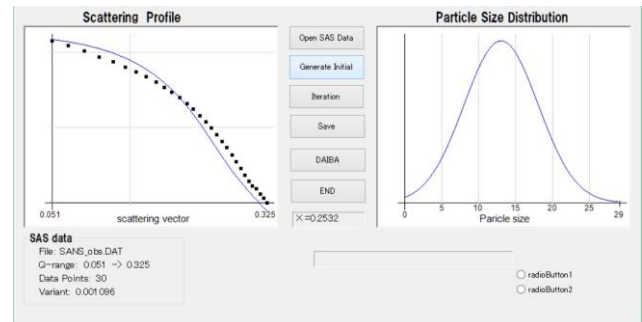 Scattering Profile
0.051
0.325
scattering vector
Open SAS Data
Generate Initial
Iteration
Save
DAIBA
END
X=0.2532
Particle Size Distribution
0 5 10 15 20 25 29
Paricle size
SAS data
File: SANS_obs.DAT
Q-range: 0.051 -> 0.325
Data Points: 30
Variant: 0.001096
radioButton1
radioButton2